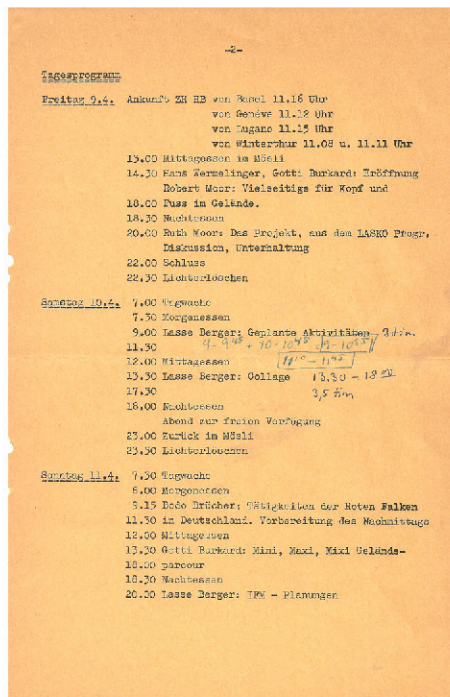 -2-
Tagesprogramm
Freitag 9.4. Ankunft ZH HB von Basel 11.16 Uhr
von Genève 11.12 Uhr
von Lugano 11.15 Uhr
von Winterthur 11.08 u. 11.11 Uhr
13.00 Mittagessen im Mösli
14.30 Hans Wermelinger, Gotti Burkard: Eröffnung
Robert Moor: Vielseitige für Kopf und
18.00 Fuss im Gelände.
18.30 Nachtessen
20.00 Ruth Moor: Das Projekt, aus dem LASKO Progr.
Diskussion, Unterhaltung
22.00 Schluss
22.30 Lichterlöschen
Samstag 10.4. 7.00 Tagwache
7.30 Morgenessen
9.00 Lasse Berger: Geplante Aktivitäten
11.30
12.00 Mittagessen
13.30 Lasse Berger: Collage 13.30 - 18
17.30 3,5
18.00 Nachtessen
Abend zur freien Verfügung
23.00 Zurück im Mösli
23.30 Lichterlöschen
Sonntag 11.4. 7.30 Tagwache
8.00 Morgenessen
9.15 Bodo Brücher: Tätigkeiten der Roten Falken
11.30 in Deutschland. Vorbereitung des Nachmittags
12.00 Mittagessen
13.30 Gotti Burkard: Mini, Maxi, Mixi Gelände-
18.00 parcour
18.30 Nachtessen
20.00 Lasse Berger: IFM - Planungen